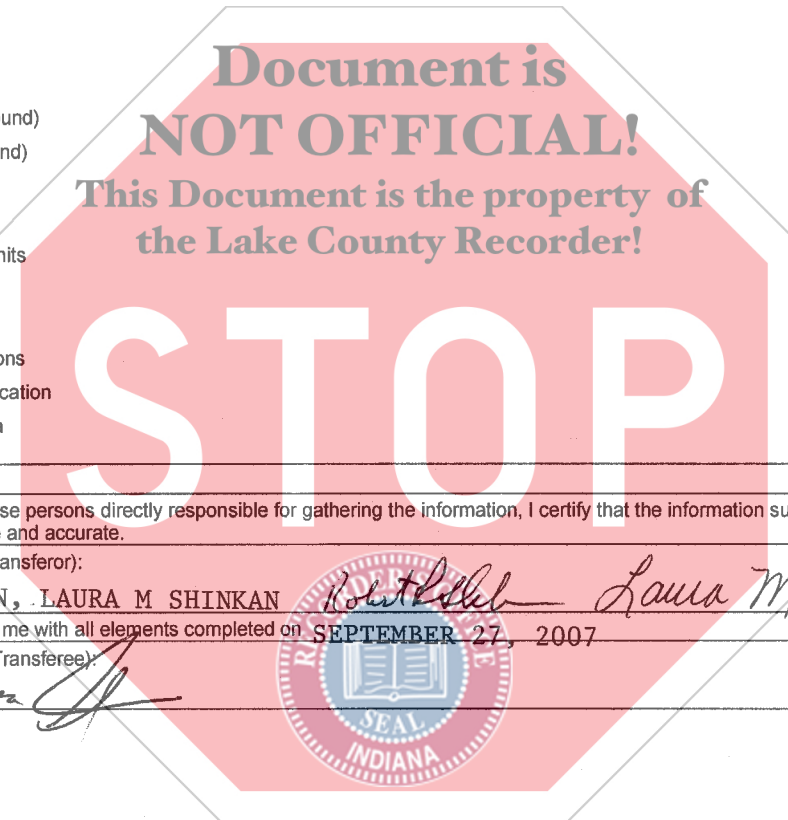 Document is
NOT OFFICIAL!
This Document is the property of
the Lake County Recorder!
und)
nd)
nits
ons
cation
a
STOP
se persons directly responsible for gathering the information, I certify that the information su
e and accurate.
ansferor):
N, LAURA M SHINKAN Laura M
me with all elements completed on SEPTEMBER 27, 2007
Transferee):
RECORDER'S OFFICE
SEAL
INDIANA